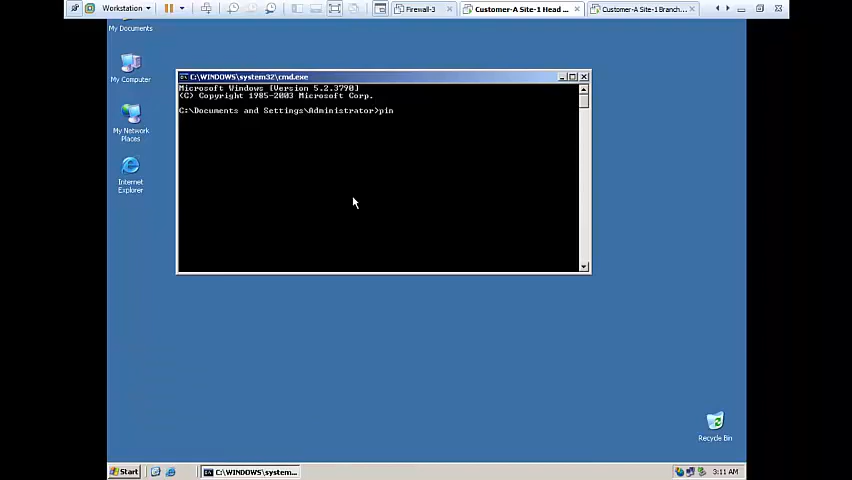 Workstation
Firewall-3
Customer-A Site-1 Head ...
Customer-A Site-1 Branch...
My Documents
My Computer
My Network
Places
Internet
Explorer
C:\WINDOWS\system32\cmd.exe
Microsoft Windows [Version 5.2.3790]
(C) Copyright 1985-2003 Microsoft Corp.
C:\Documents and Settings\Administrator>pin
Recycle Bin
Start
C:\WINDOWS\system...
3:11 AM